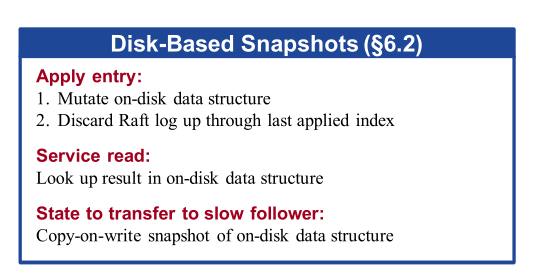 Disk-Based Snapshots (§6.2)
Apply entry:
1. Mutate on-disk data structure
2. Discard Raft log up through last applied index
Service read:
Look up result in on-disk data structure
State to transfer to slow follower:
Copy-on-write snapshot of on-disk data structure